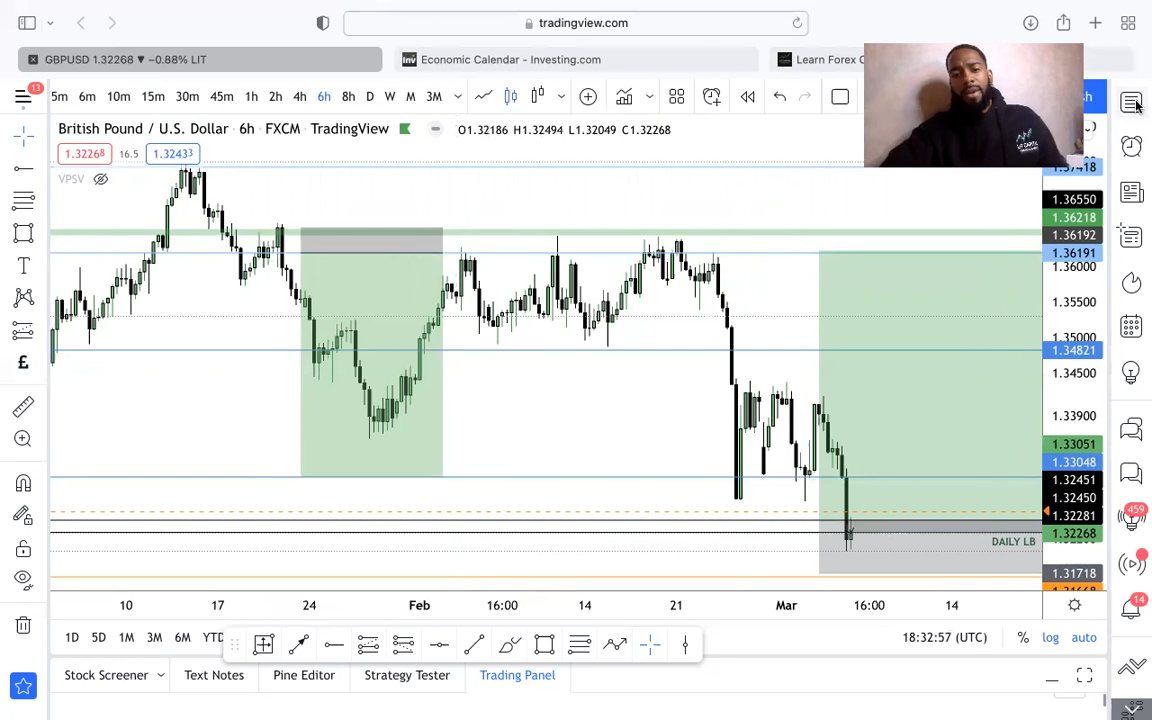 tradingview.com
GBPUSD 1.32268 ▼ −0.88% LIT
Economic Calendar - Investing.com
Learn Forex C
13
5m 6m 10m 15m 30m 45m 1h 2h 4h 6h 8h D W M 3M
British Pound / U.S. Dollar · 6h · FXCM · TradingView
O1.32186 H1.32494 L1.32049 C1.32268
1.32268 16.5 1.32433
VPSV
1.37418
1.36550
1.36218
1.36192
1.36191
1.36000
1.35500
1.35000
1.34821
1.34500
1.33900
1.33051
1.33048
1.32451
1.32450
1.32281
1.32268
DAILY LB
1.31718
459
14
10 17 24 Feb 16:00 14 21 Mar 16:00 14
1D 5D 1M 3M 6M YTD
18:32:57 (UTC) % log auto
Stock Screener Text Notes Pine Editor Strategy Tester Trading Panel